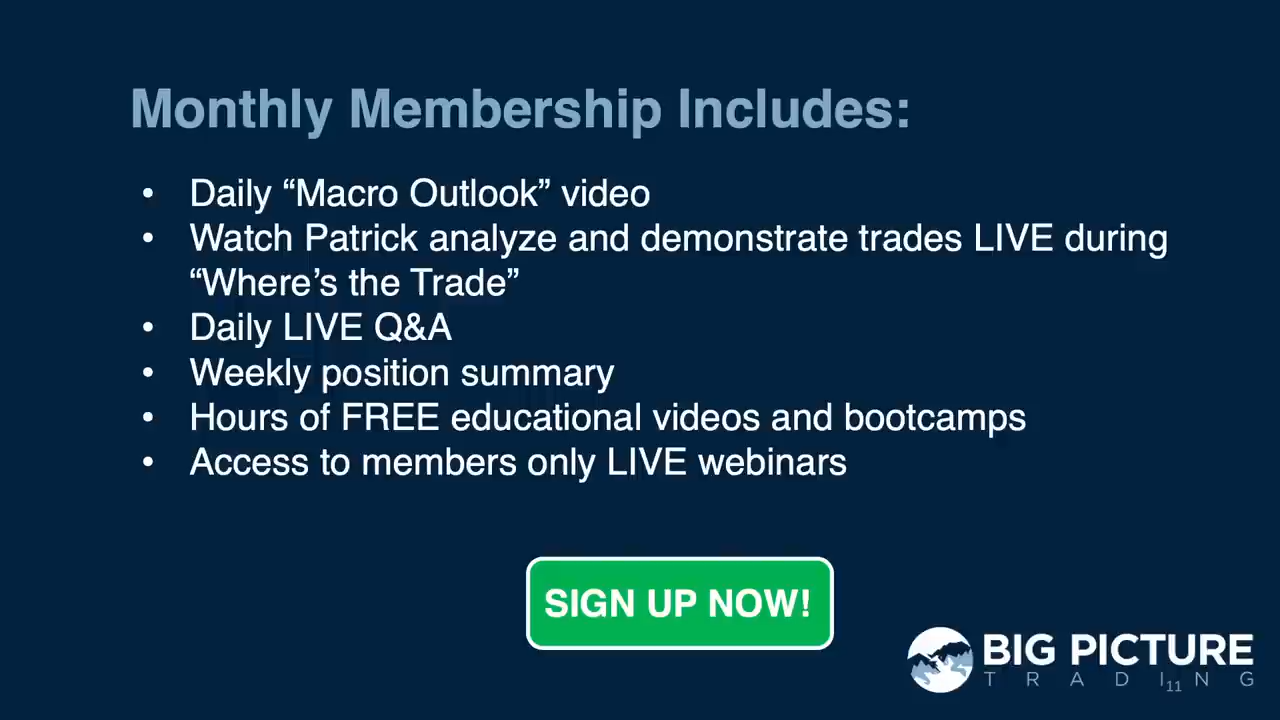 Monthly Membership Includes:
• Daily “Macro Outlook” video
• Watch Patrick analyze and demonstrate trades LIVE during
“Where’s the Trade”
• Daily LIVE Q&A
• Weekly position summary
• Hours of FREE educational videos and bootcamps
• Access to members only LIVE webinars
SIGN UP NOW!
BIG PICTURE
TRADING
11